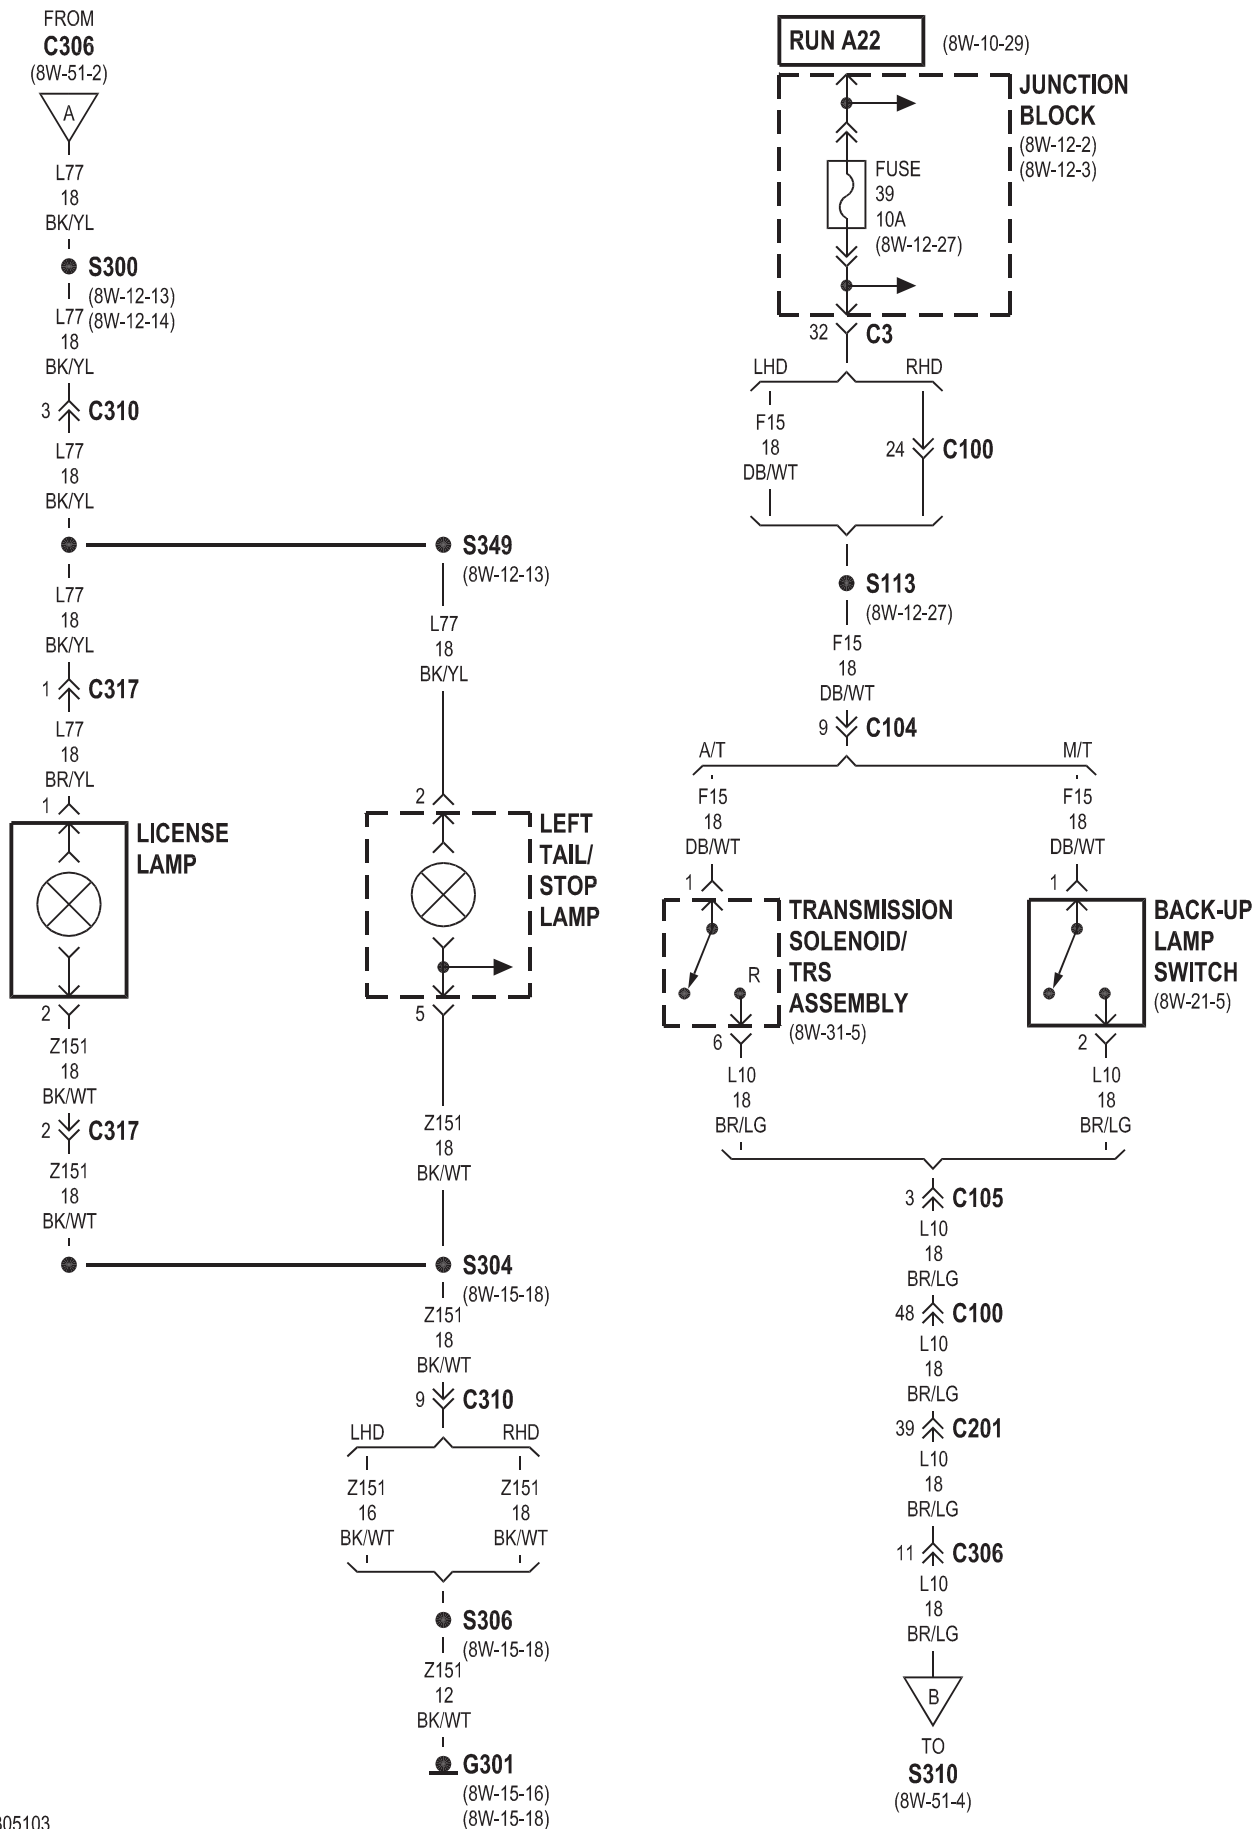 FROM
C306
(8W-51-2)
A
L77
18
BK/YL
S300
(8W-12-13)
L77 (8W-12-14)
18
BK/YL
3 C310
L77
18
BK/YL
S349
(8W-12-13)
L77
18
BK/YL
L77
18
BK/YL
1 C317
L77
18
BR/YL
1
LICENSE
LAMP
2
LEFT
TAIL/
STOP
LAMP
2
Z151
18
BK/WT
2 C317
Z151
18
BK/WT
5
Z151
18
BK/WT
S304
(8W-15-18)
Z151
18
BK/WT
9 C310
LHD RHD
Z151 Z151
16 18
BK/WT BK/WT
S306
(8W-15-18)
Z151
12
BK/WT
G301
(8W-15-16)
(8W-15-18)
RUN A22 (8W-10-29)
JUNCTION
BLOCK
(8W-12-2)
(8W-12-3)
FUSE
39
10A
(8W-12-27)
32 C3
LHD RHD
F15
18
DB/WT
24 C100
S113
(8W-12-27)
F15
18
DB/WT
9 C104
A/T M/T
F15 F15
18 18
DB/WT DB/WT
1 1
TRANSMISSION
SOLENOID/
TRS
ASSEMBLY
(8W-31-5)
R
BACK-UP
LAMP
SWITCH
(8W-21-5)
6 2
L10 L10
18 18
BR/LG BR/LG
3 C105
L10
18
BR/LG
48 C100
L10
18
BR/LG
39 C201
L10
18
BR/LG
11 C306
L10
18
BR/LG
B
TO
S310
(8W-51-4)